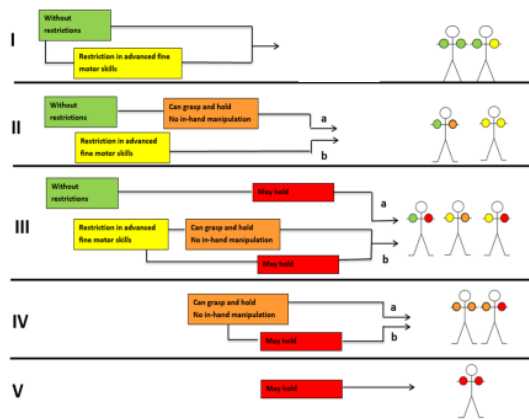 I
Without
restrictions
Restriction in advanced fine
motor skills
II
Without
restrictions
Can grasp and hold
No in-hand manipulation
a
Restriction in advanced
fine motor skills
b
III
Without
restrictions
May hold
a
Restriction in advanced
fine motor skills
Can grasp and hold
No in-hand manipulation
b
May hold
IV
Can grasp and hold
No in-hand manipulation
a
May hold
b
V
May hold